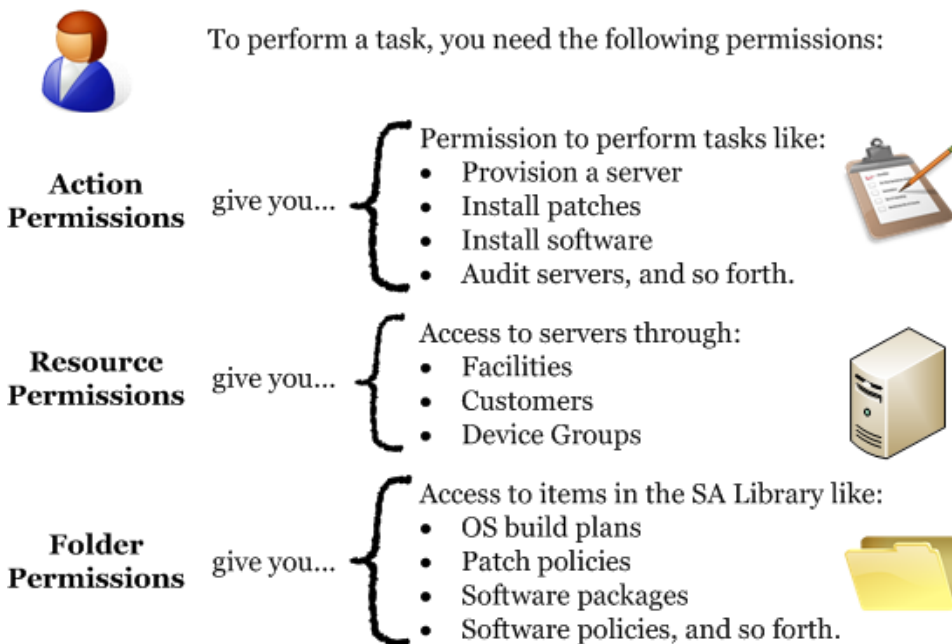 To perform a task, you need the following permissions:
Action
Permissions
give you...
Permission to perform tasks like:
• Provision a server
• Install patches
• Install software
• Audit servers, and so forth.
Resource
Permissions
give you...
Access to servers through:
• Facilities
• Customers
• Device Groups
Folder
Permissions
give you...
Access to items in the SA Library like:
• OS build plans
• Patch policies
• Software packages
• Software policies, and so forth.